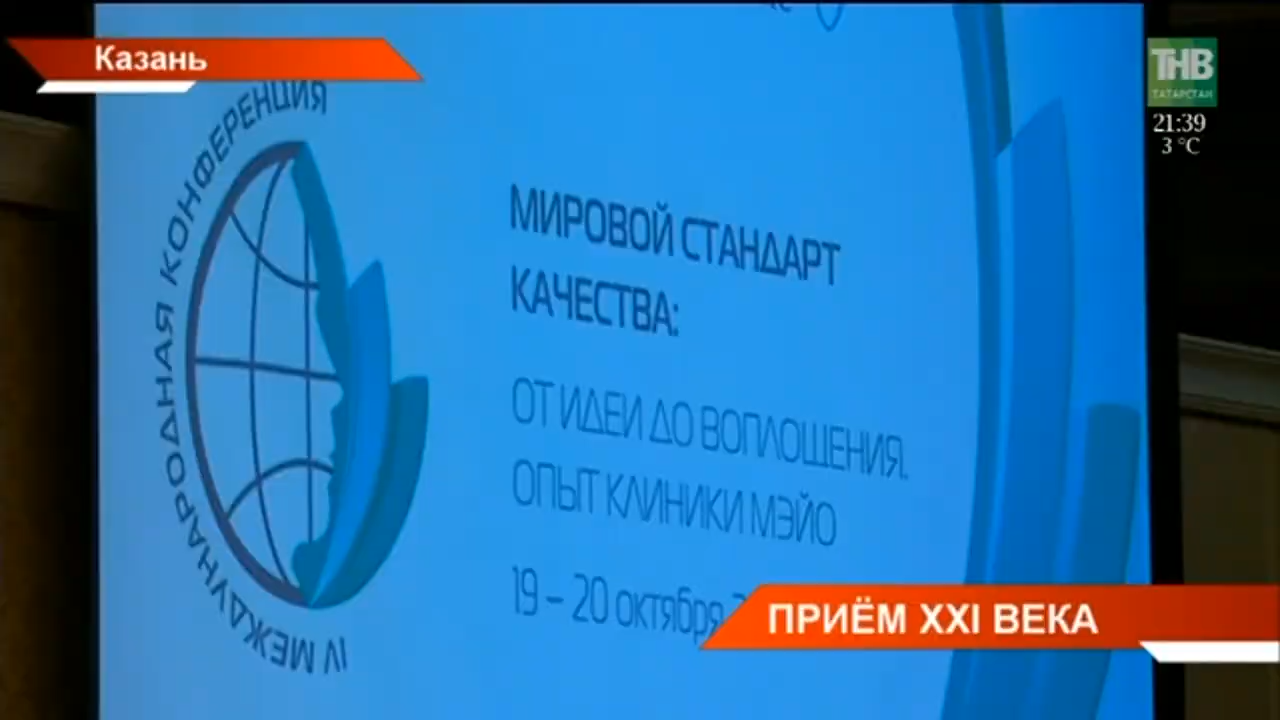 Казань
ТНВ
ТАТАРСТАН
21:39
3 °C
IV МЕЖДУНАРОДНАЯ КОНФЕРЕНЦИЯ
МИРОВОЙ СТАНДАРТ
КАЧЕСТВА:
ОТ ИДЕИ ДО ВОПЛОЩЕНИЯ.
ОПЫТ КЛИНИКИ МЭЙО
19 – 20 октября
ПРИЁМ XXI ВЕКА